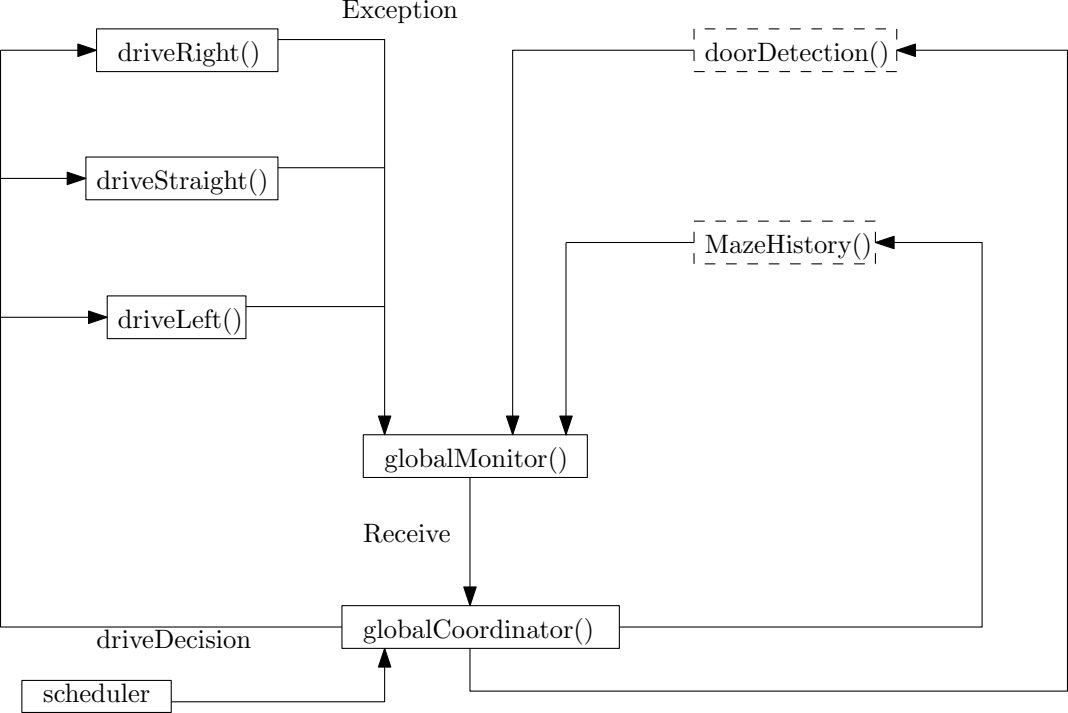 Exception
driveRight()
doorDetection()
driveStraight()
MazeHistory()
driveLeft()
globalMonitor()
Receive
globalCoordinator()
driveDecision
scheduler